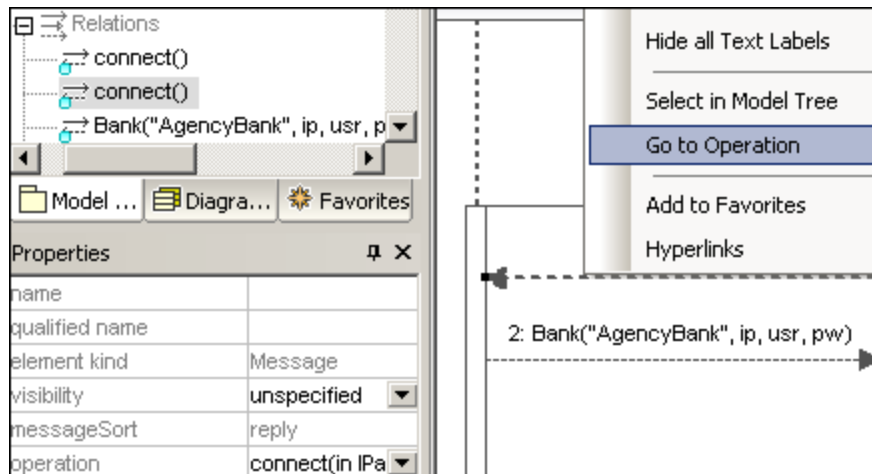 Relations
connect()
connect()
Bank("AgencyBank", ip, usr, p
Model ... Diagra... Favorites
Properties
name
qualified name
element kind Message
visibility unspecified
messageSort reply
operation connect(in IPa
Hide all Text Labels
Select in Model Tree
Go to Operation
Add to Favorites
Hyperlinks
2: Bank("AgencyBank", ip, usr, pw)